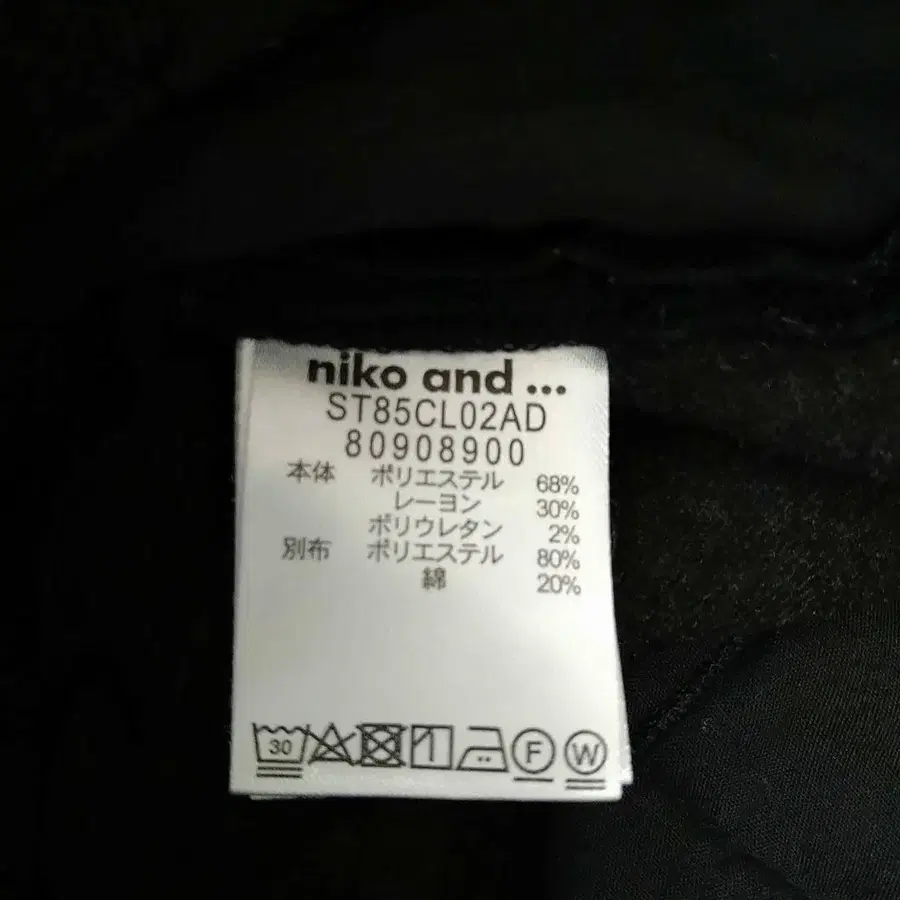 niko and ...
ST85CL02AD
80908900
本体 ポリエステル 68%
レーヨン 30%
ポリウレタン 2%
別布 ポリエステル 80%
綿 20%
30 F W